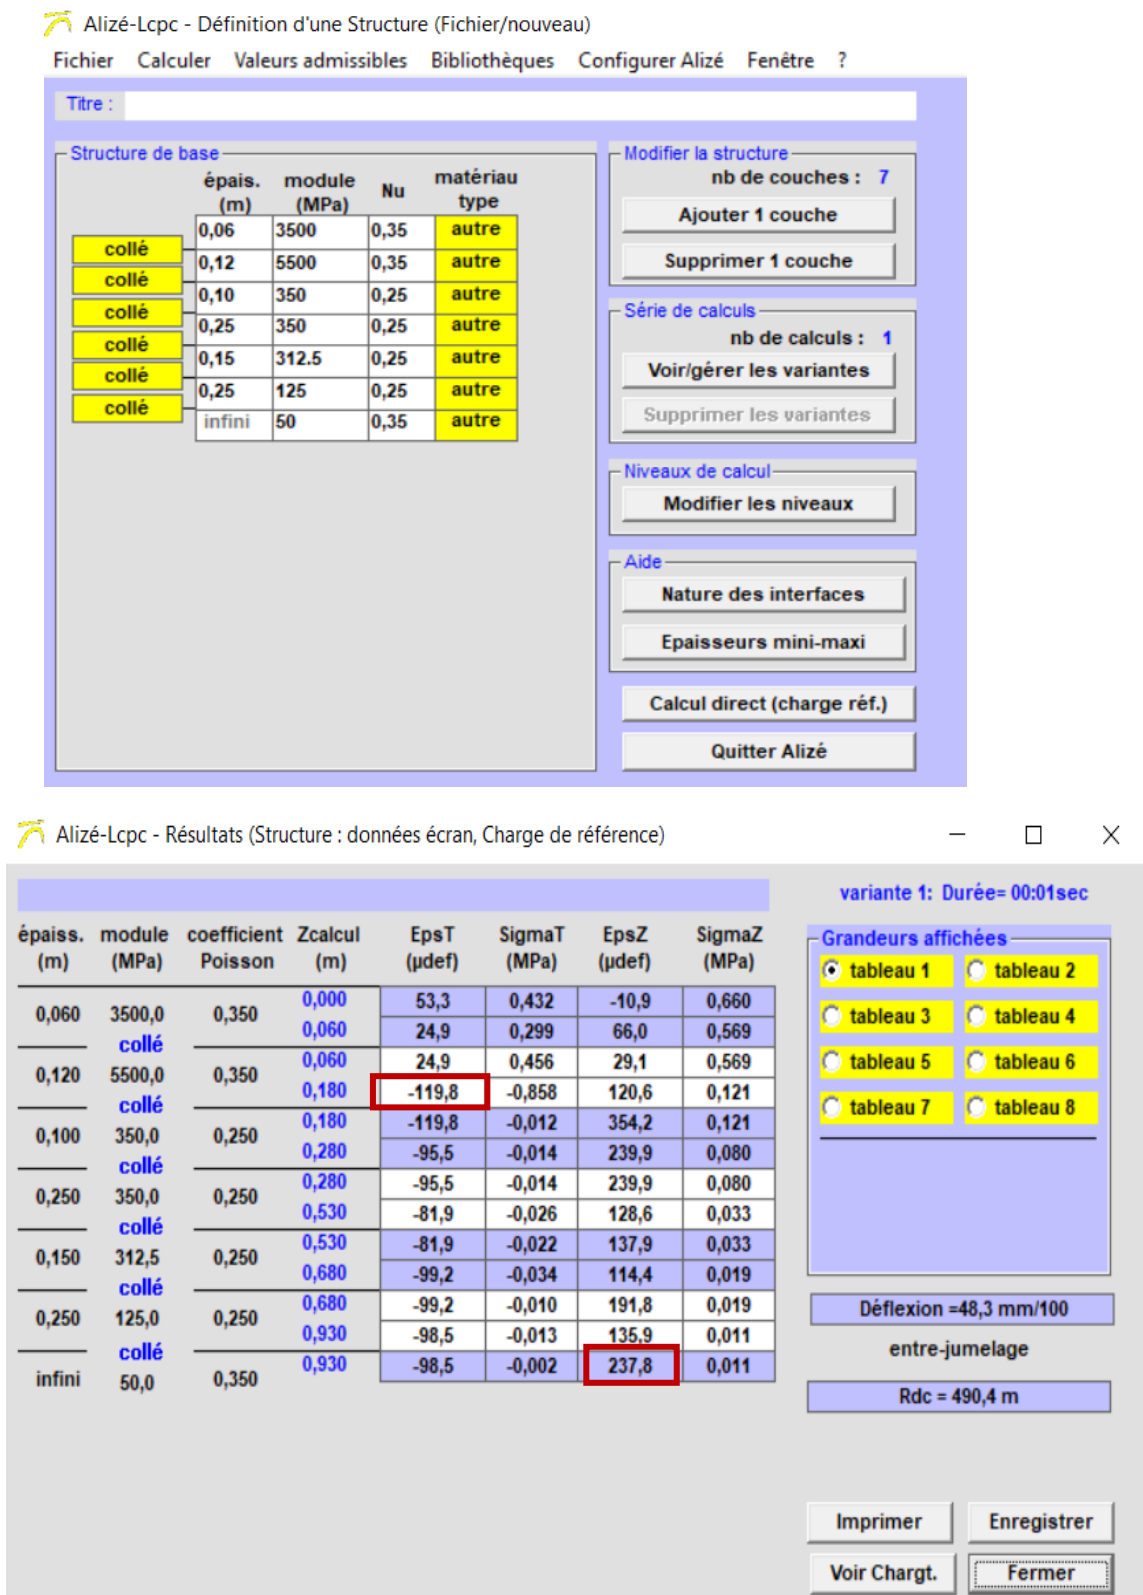 Alizé-Lcpc - Définition d'une Structure (Fichier/nouveau)
Fichier Calculer Valeurs admissibles Bibliothèques Configurer Alizé Fenêtre ?
Titre :
Structure de base
épais. (m) module (MPa) Nu matériau type
0,06 3500 0,35 autre
collé
0,12 5500 0,35 autre
collé
0,10 350 0,25 autre
collé
0,25 350 0,25 autre
collé
0,15 312.5 0,25 autre
collé
0,25 125 0,25 autre
collé
infini 50 0,35 autre
Modifier la structure
nb de couches : 7
Ajouter 1 couche
Supprimer 1 couche
Série de calculs
nb de calculs : 1
Voir/gérer les variantes
Supprimer les variantes
Niveaux de calcul
Modifier les niveaux
Aide
Nature des interfaces
Epaisseurs mini-maxi
Calcul direct (charge réf.)
Quitter Alizé
Alizé-Lcpc - Résultats (Structure : données écran, Charge de référence)
épaiss. module coefficient Zcalcul EpsT SigmaT EpsZ SigmaZ
(m) (MPa) Poisson (m) (µdef) (MPa) (µdef) (MPa)
0,060 3500,0 0,350
0,000 53,3 0,432 -10,9 0,660
0,060 24,9 0,299 66,0 0,569
collé
0,120 5500,0 0,350
0,060 24,9 0,456 29,1 0,569
0,180 -119,8 -0,858 120,6 0,121
collé
0,100 350,0 0,250
0,180 -119,8 -0,012 354,2 0,121
0,280 -95,5 -0,014 239,9 0,080
collé
0,250 350,0 0,250
0,280 -95,5 -0,014 239,9 0,080
0,530 -81,9 -0,026 128,6 0,033
collé
0,150 312,5 0,250
0,530 -81,9 -0,022 137,9 0,033
0,680 -99,2 -0,034 114,4 0,019
collé
0,250 125,0 0,250
0,680 -99,2 -0,010 191,8 0,019
0,930 -98,5 -0,013 135,9 0,011
collé
infini 50,0 0,350
0,930 -98,5 -0,002 237,8 0,011
variante 1: Durée= 00:01sec
Grandeurs affichées
tableau 1 tableau 2
tableau 3 tableau 4
tableau 5 tableau 6
tableau 7 tableau 8
Déflexion =48,3 mm/100
entre-jumelage
Rdc = 490,4 m
Imprimer Enregistrer
Voir Chargt. Fermer